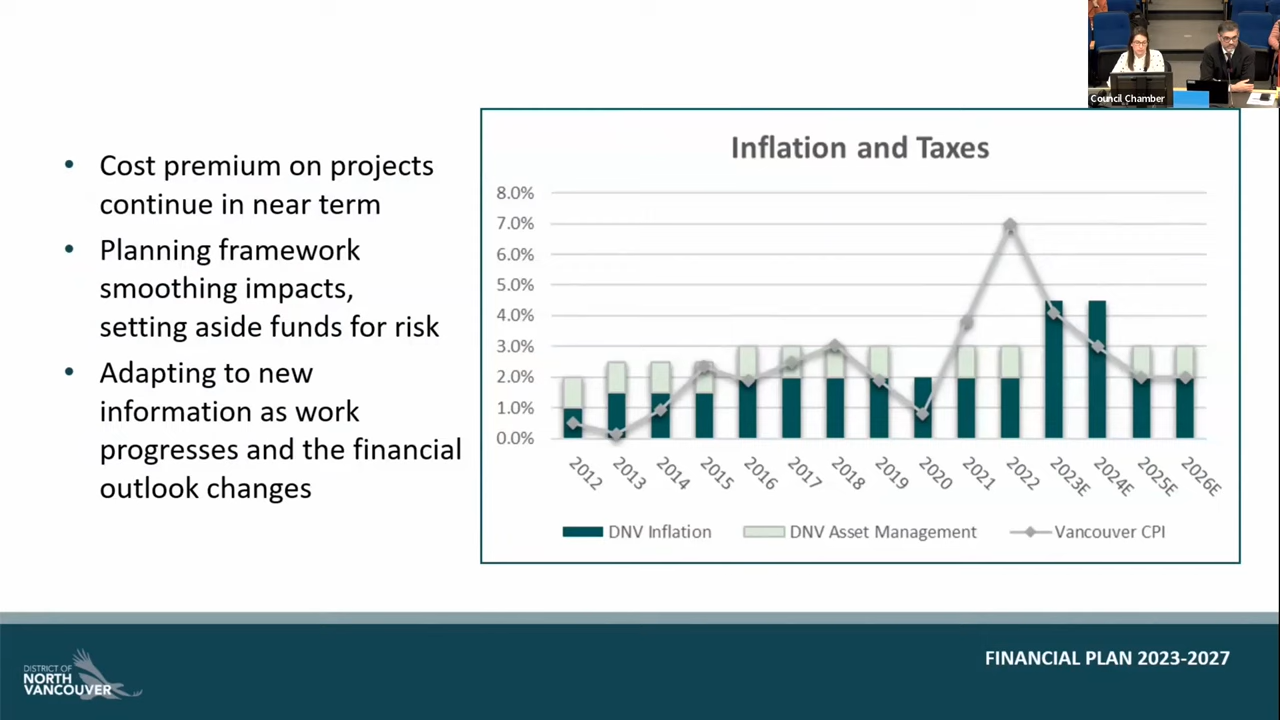 Council Chamber
• Cost premium on projects
continue in near term
• Planning framework
smoothing impacts,
setting aside funds for risk
• Adapting to new
information as work
progresses and the financial
outlook changes
Inflation and Taxes
8.0%
7.0%
6.0%
5.0%
4.0%
3.0%
2.0%
1.0%
0.0%
2012 2013 2014 2015 2016 2017 2018 2019 2020 2021 2022 2023E 2024E 2025E 2026E
DNV Inflation DNV Asset Management Vancouver CPI
FINANCIAL PLAN 2023-2027
DISTRICT OF
NORTH
VANCOUVER